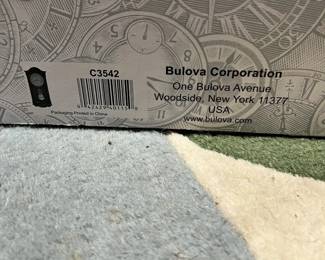 C3542
Packaging Printed in China
Bulova Corporation
One Bulova Avenue
Woodside, New York 11377
USA
www.bulova.com